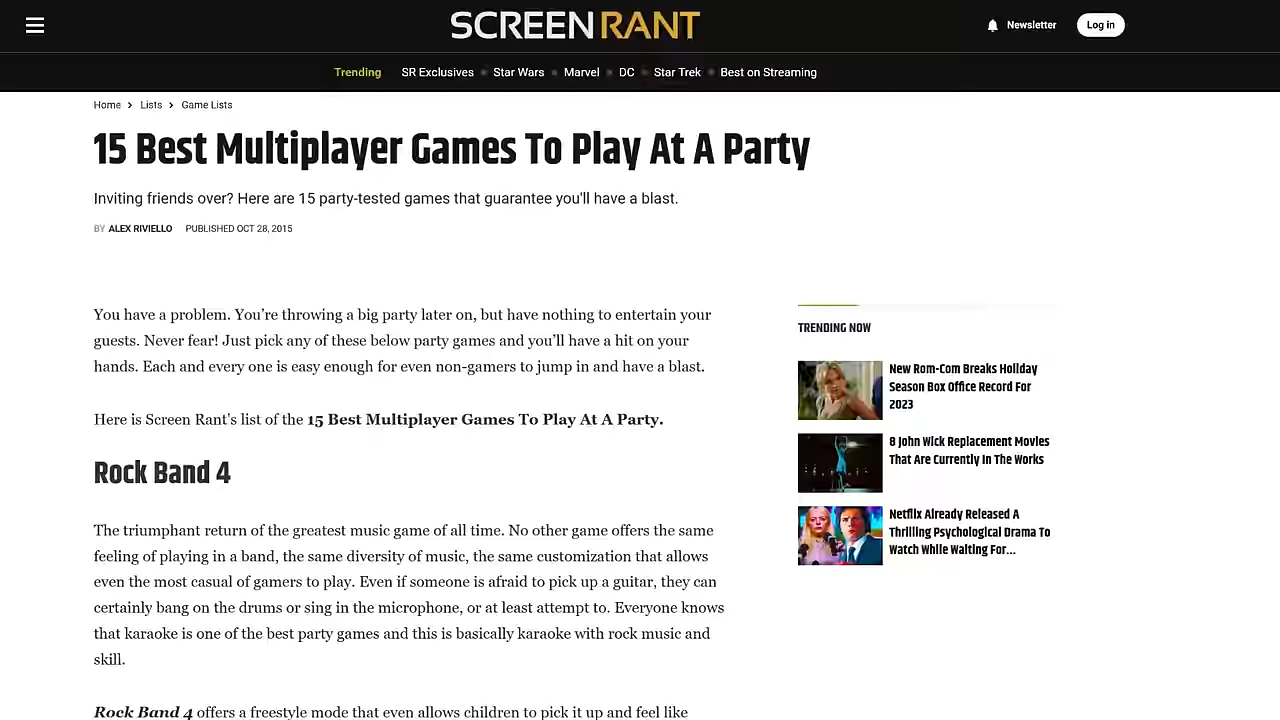 SCREENRANT
Newsletter
Log in
Trending
SR Exclusives
Star Wars
Marvel
DC
Star Trek
Best on Streaming
Home > Lists > Game Lists
15 Best Multiplayer Games To Play At A Party
Inviting friends over? Here are 15 party-tested games that guarantee you'll have a blast.
BY ALEX RIVIELLO PUBLISHED OCT 28, 2015
You have a problem. You’re throwing a big party later on, but have nothing to entertain your
guests. Never fear! Just pick any of these below party games and you’ll have a hit on your
hands. Each and every one is easy enough for even non-gamers to jump in and have a blast.
Here is Screen Rant's list of the 15 Best Multiplayer Games To Play At A Party.
Rock Band 4
The triumphant return of the greatest music game of all time. No other game offers the same
feeling of playing in a band, the same diversity of music, the same customization that allows
even the most casual of gamers to play. Even if someone is afraid to pick up a guitar, they can
certainly bang on the drums or sing in the microphone, or at least attempt to. Everyone knows
that karaoke is one of the best party games and this is basically karaoke with rock music and
skill.
Rock Band 4 offers a freestyle mode that even allows children to pick it up and feel like
TRENDING NOW
New Rom-Com Breaks Holiday
Season Box Office Record For
2023
8 John Wick Replacement Movies
That Are Currently In The Works
Netflix Already Released A
Thrilling Psychological Drama To
Watch While Waiting For...